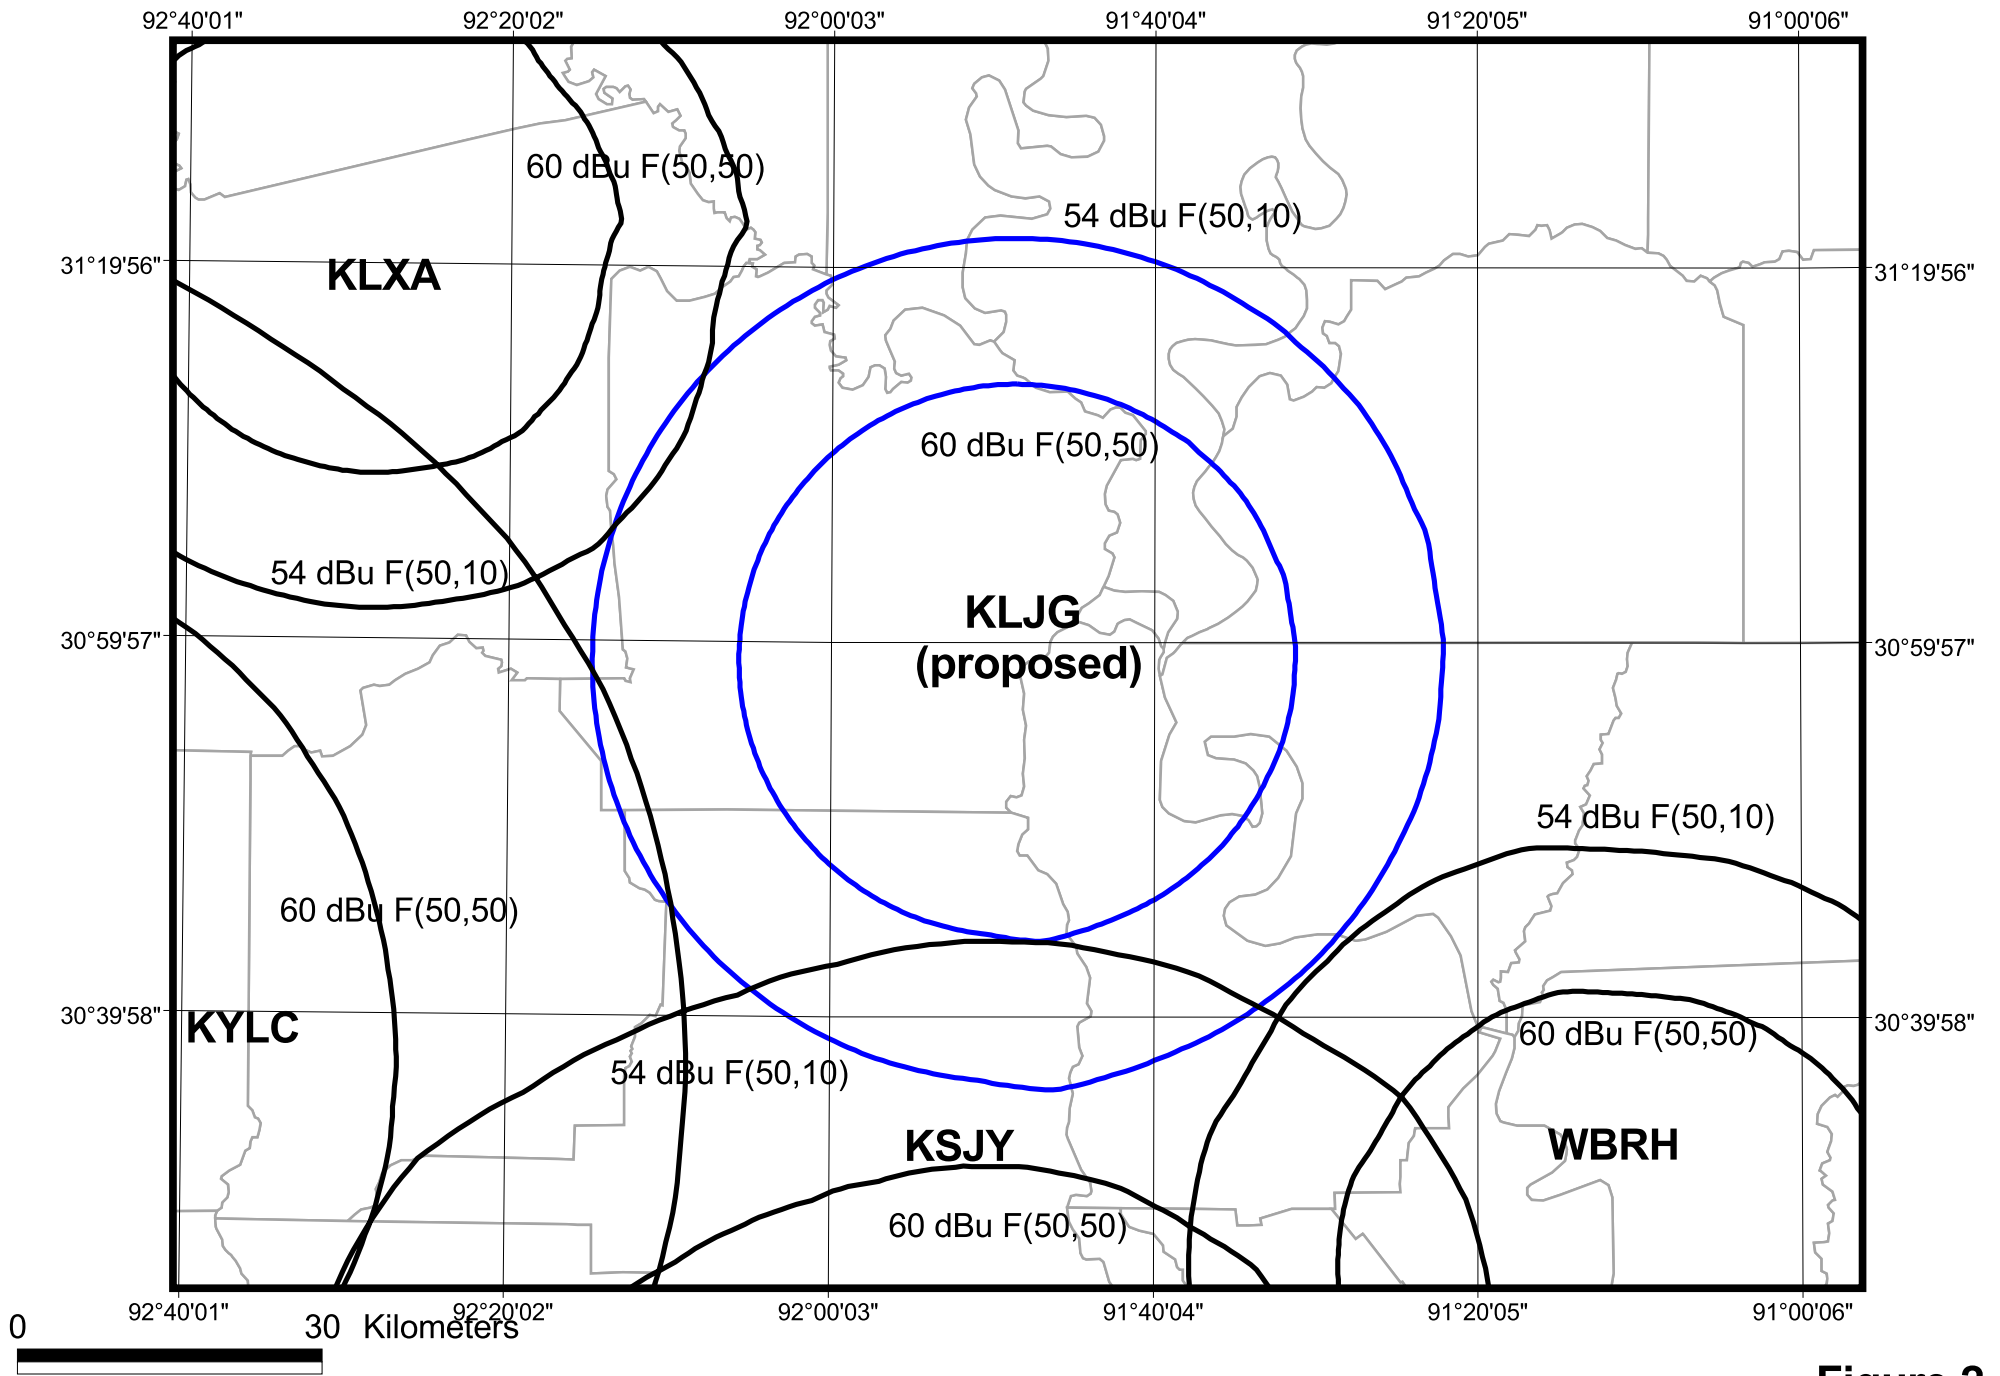 92°40'01" 92°20'02" 92°00'03" 91°40'04" 91°20'05" 91°00'06"
60 dBu F(50,50)
54 dBu F(50,10)
31°19'56" KLXA 31°19'56"
60 dBu F(50,50)
54 dBu F(50,10)
KLJG
(proposed)
30°59'57" 30°59'57"
54 dBu F(50,10)
60 dBu F(50,50)
30°39'58" KYLC 30°39'58"
60 dBu F(50,50)
54 dBu F(50,10)
KSJY WBRH
60 dBu F(50,50)
92°40'01" 92°20'02" 92°00'03" 91°40'04" 91°20'05" 91°00'06"
0 30 Kilometers
Figure